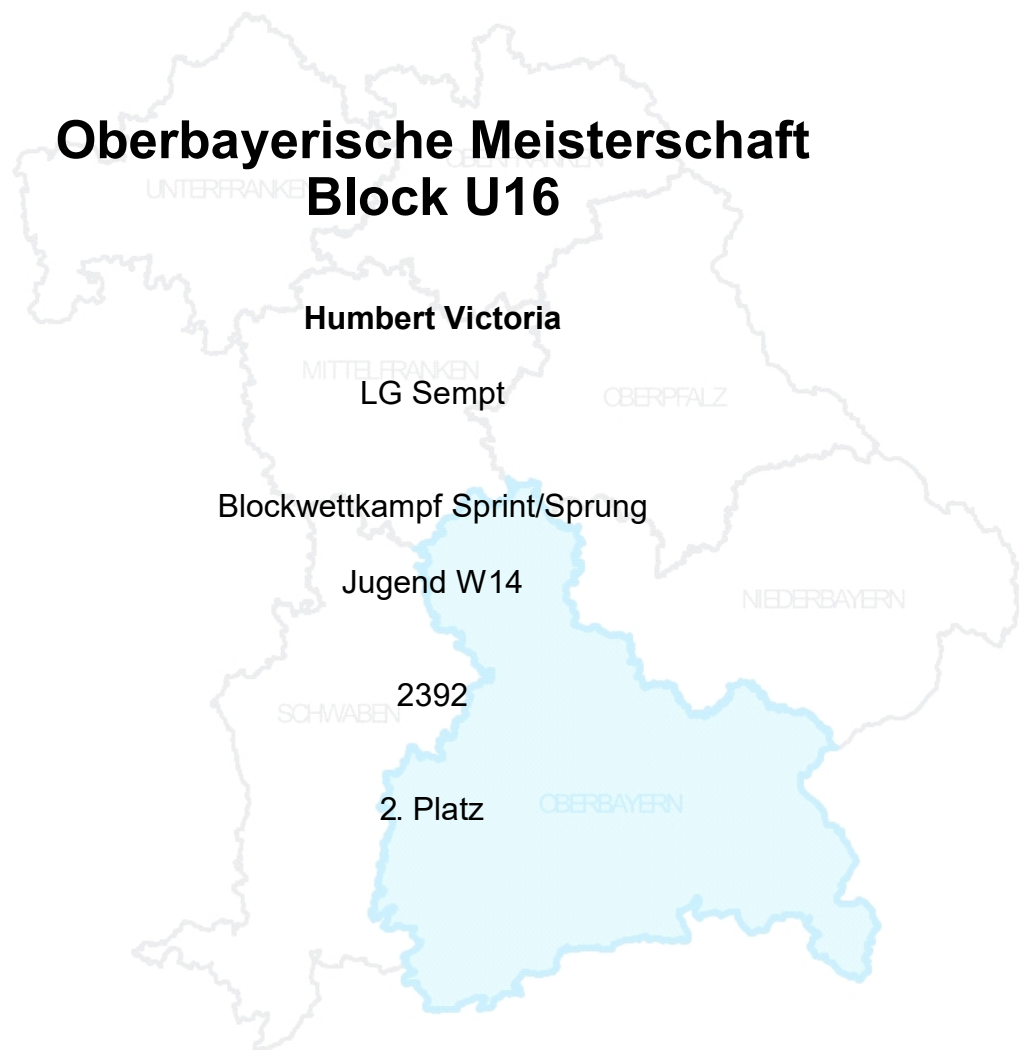 Oberbayerische Meisterschaft
OBERFRANKEN
UNTERFRANKEN
Block U16
Humbert Victoria
MITTELFRANKEN
LG Sempt
OBERPFALZ
Blockwettkampf Sprint/Sprung
Jugend W14
NIEDERBAYERN
2392
SCHWABEN
2. Platz
OBERBAYERN